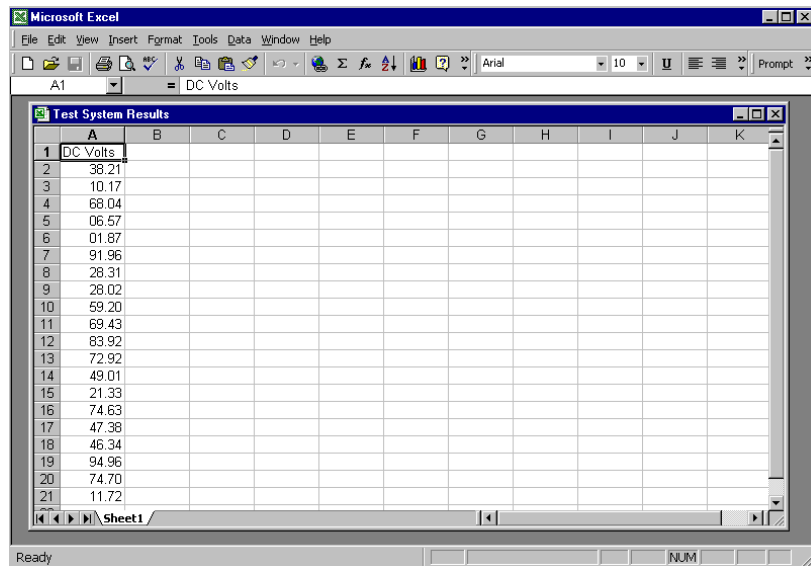 Microsoft Excel
File Edit View Insert Format Tools Data Window Help
ABC Σ fx Arial 10 U Prompt
A1 = DC Volts
Test System Results
A B C D E F G H I J K
1 DC Volts
2 38.21
3 10.17
4 68.04
5 06.57
6 01.87
7 91.96
8 28.31
9 28.02
10 59.20
11 69.43
12 83.92
13 72.92
14 49.01
15 21.33
16 74.63
17 47.38
18 46.34
19 94.96
20 74.70
21 11.72
Sheet1
Ready NUM